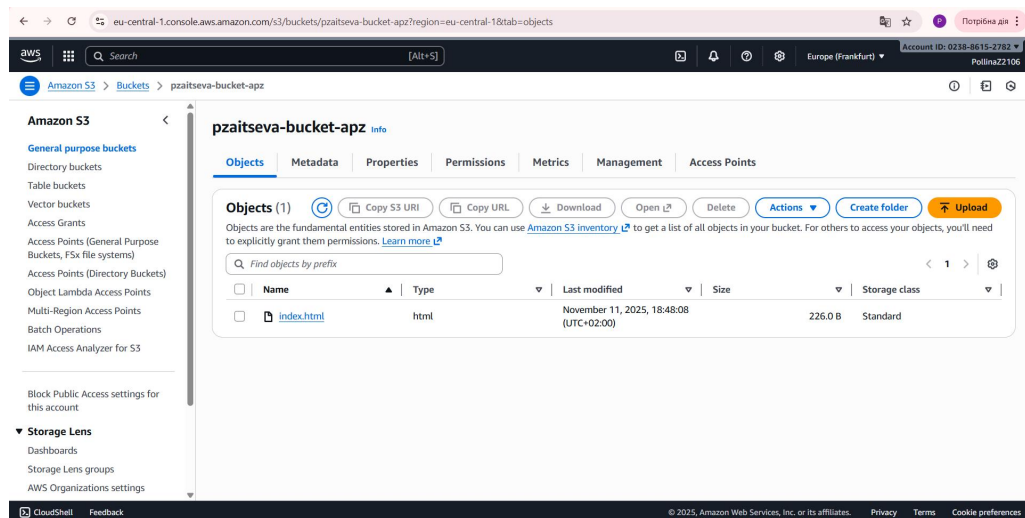 eu-central-1.console.aws.amazon.com/s3/buckets/pzaitseva-bucket-apz?region=eu-central-1&tab=objects
P
Потрібна дія
aws
Search
[Alt+S]
Europe (Frankfurt)
Account ID: 0238-8615-2782
PollinaZ2106
Amazon S3 > Buckets > pzaitseva-bucket-apz
Amazon S3
General purpose buckets
Directory buckets
Table buckets
Vector buckets
Access Grants
Access Points (General Purpose
Buckets, FSx file systems)
Access Points (Directory Buckets)
Object Lambda Access Points
Multi-Region Access Points
Batch Operations
IAM Access Analyzer for S3
Block Public Access settings for
this account
Storage Lens
Dashboards
Storage Lens groups
AWS Organizations settings
pzaitseva-bucket-apz Info
Objects Metadata Properties Permissions Metrics Management Access Points
Objects (1) Copy S3 URI Copy URL Download Open Delete Actions Create folder Upload
Objects are the fundamental entities stored in Amazon S3. You can use Amazon S3 inventory to get a list of all objects in your bucket. For others to access your objects, you'll need
to explicitly grant them permissions. Learn more
Find objects by prefix
1
Name Type Last modified Size Storage class
index.html html November 11, 2025, 18:48:08 226.0 B Standard
(UTC+02:00)
CloudShell Feedback © 2025, Amazon Web Services, Inc. or its affiliates. Privacy Terms Cookie preferences